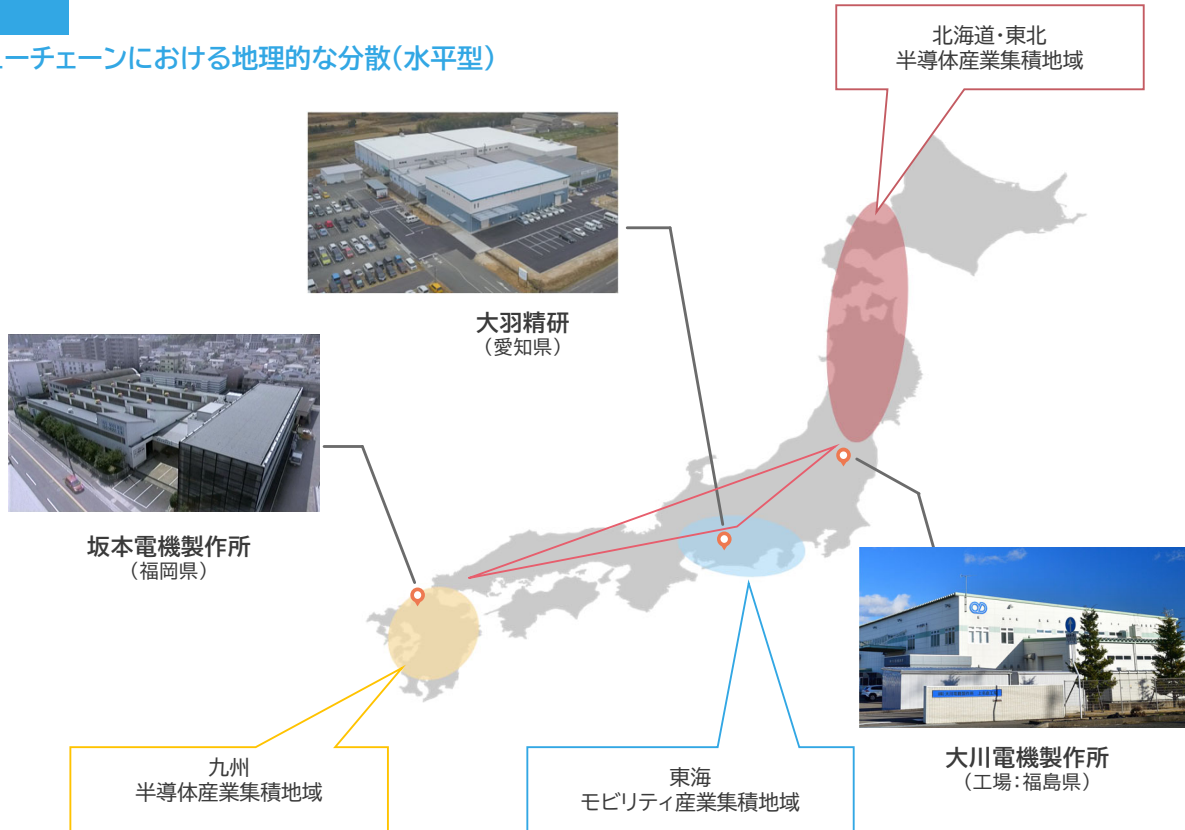 ューチェーンにおける地理的な分散(水平型)
北海道・東北
半導体産業集積地域
大羽精研
（愛知県）
坂本電機製作所
（福岡県）
九州
半導体産業集積地域
東海
モビリティ産業集積地域
大川電機製作所
（工場：福島県）